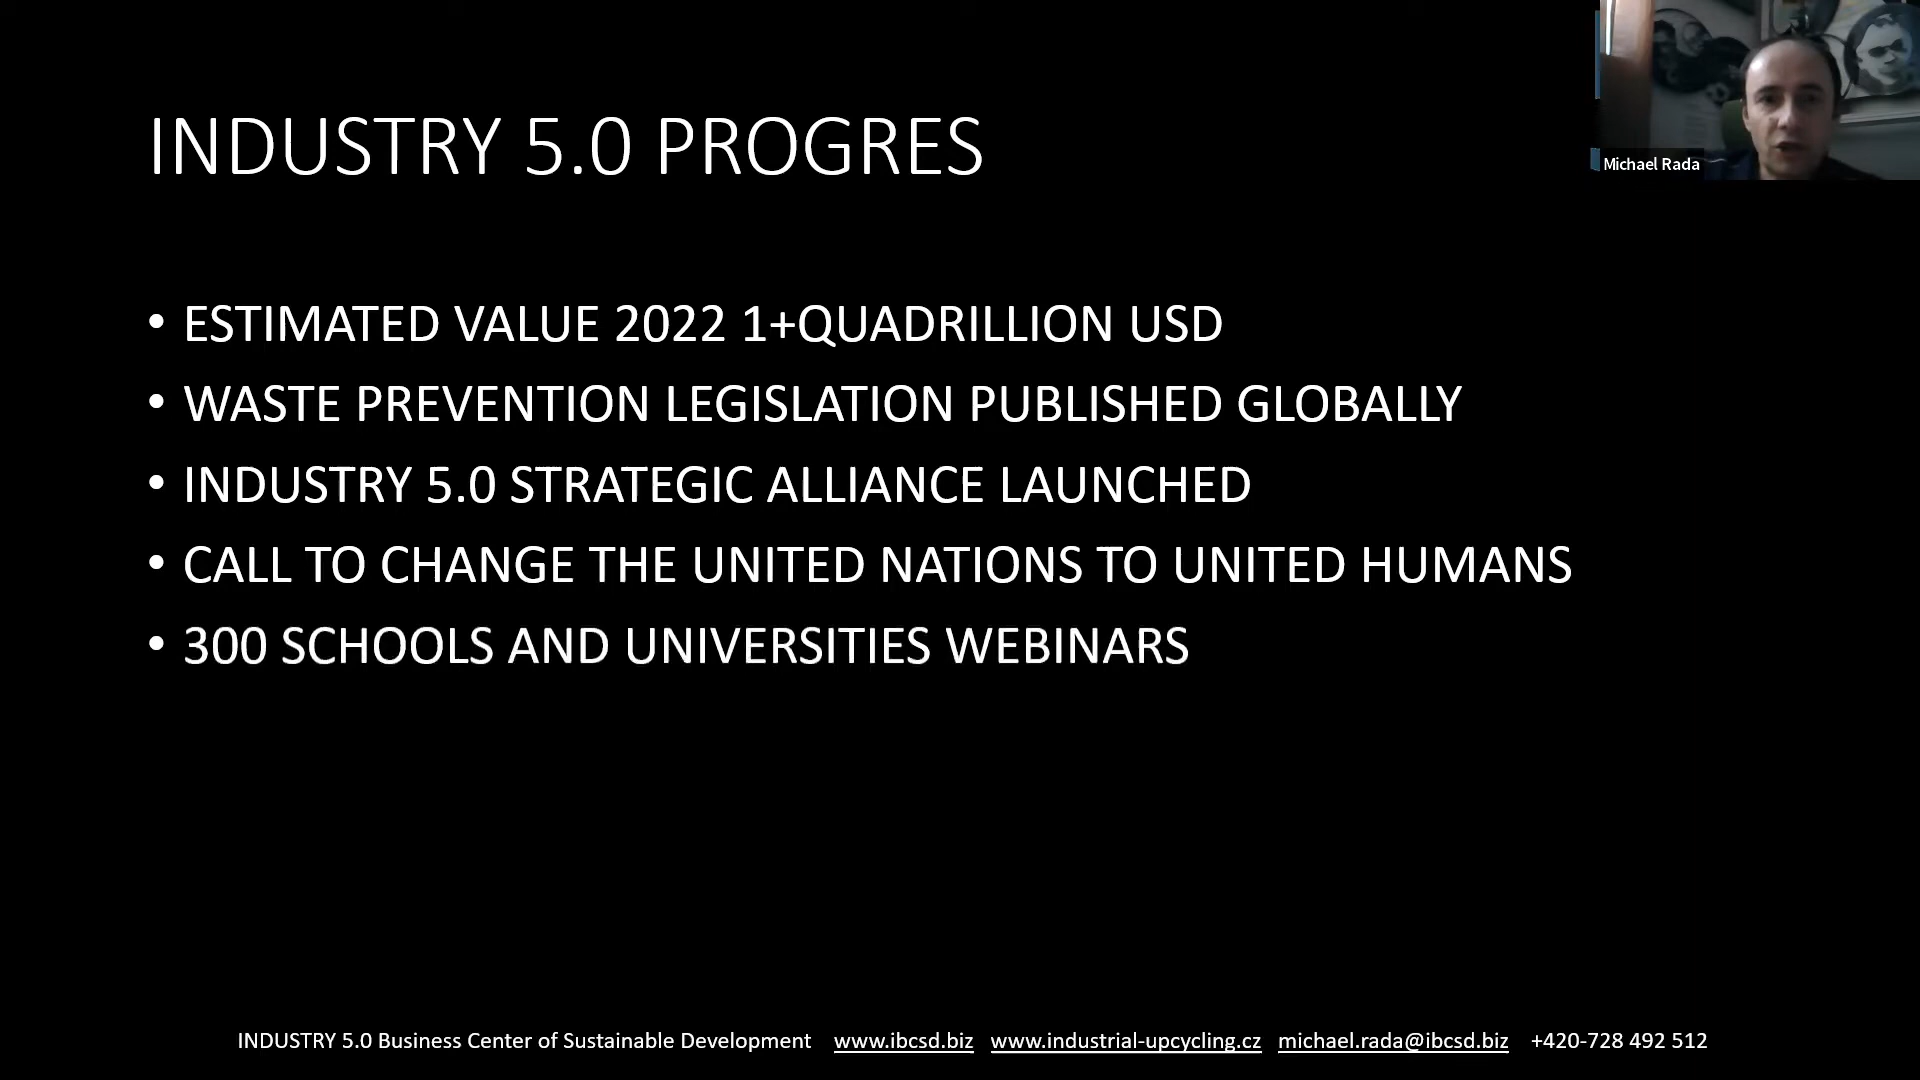 INDUSTRY 5.0 PROGRES
Michael Rada
• ESTIMATED VALUE 2022 1+QUADRILLION USD
• WASTE PREVENTION LEGISLATION PUBLISHED GLOBALLY
• INDUSTRY 5.0 STRATEGIC ALLIANCE LAUNCHED
• CALL TO CHANGE THE UNITED NATIONS TO UNITED HUMANS
• 300 SCHOOLS AND UNIVERSITIES WEBINARS
INDUSTRY 5.0 Business Center of Sustainable Development www.ibcsd.biz www.industrial-upcycling.cz michael.rada@ibcsd.biz +420-728 492 512